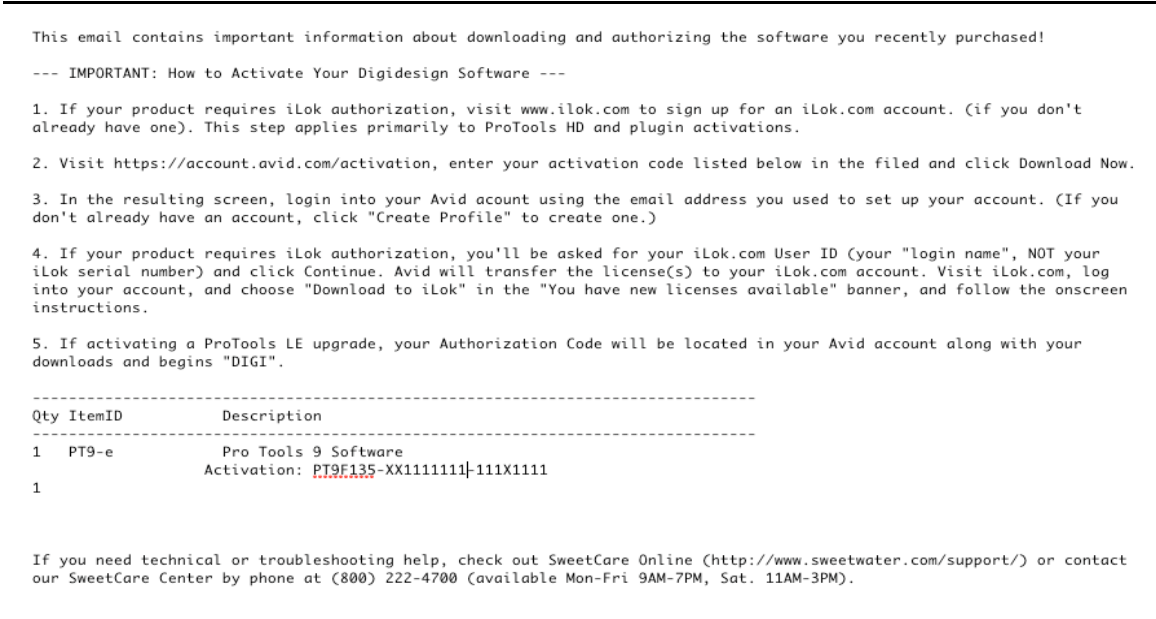 This email contains important information about downloading and authorizing the software you recently purchased!
--- IMPORTANT: How to Activate Your Digidesign Software ---
1. If your product requires iLok authorization, visit www.ilok.com to sign up for an iLok.com account. (if you don't
already have one). This step applies primarily to ProTools HD and plugin activations.
2. Visit https://account.avid.com/activation, enter your activation code listed below in the filed and click Download Now.
3. In the resulting screen, login into your Avid acount using the email address you used to set up your account. (If you
don't already have an account, click "Create Profile" to create one.)
4. If your product requires iLok authorization, you'll be asked for your iLok.com User ID (your "login name", NOT your
iLok serial number) and click Continue. Avid will transfer the license(s) to your iLok.com account. Visit iLok.com, log
into your account, and choose "Download to iLok" in the "You have new licenses available" banner, and follow the onscreen
instructions.
5. If activating a ProTools LE upgrade, your Authorization Code will be located in your Avid account along with your
downloads and begins "DIGI".
--------------------------------------------------------------------------------
Qty ItemID Description
--------------------------------------------------------------------------------
1 PT9-e Pro Tools 9 Software
Activation: PT9F135-XX1111111-111X1111
1
If you need technical or troubleshooting help, check out SweetCare Online (http://www.sweetwater.com/support/) or contact
our SweetCare Center by phone at (800) 222-4700 (available Mon-Fri 9AM-7PM, Sat. 11AM-3PM).